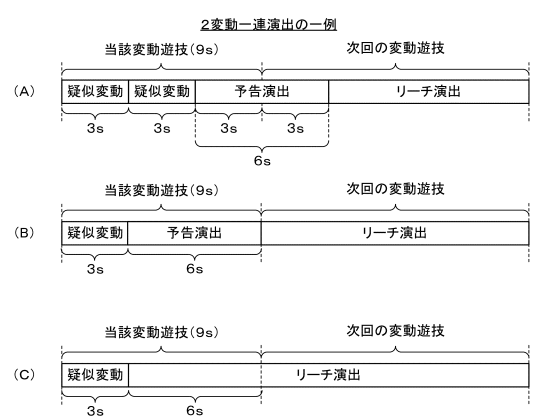 2変動一連演出の一例
当該変動遊技(9s) 次回の変動遊技
(A) 疑似変動 疑似変動 予告演出 リーチ演出
3s 3s 3s 3s
6s
当該変動遊技(9s) 次回の変動遊技
(B) 疑似変動 予告演出 リーチ演出
3s 6s
当該変動遊技(9s) 次回の変動遊技
(C) 疑似変動 リーチ演出
3s 6s